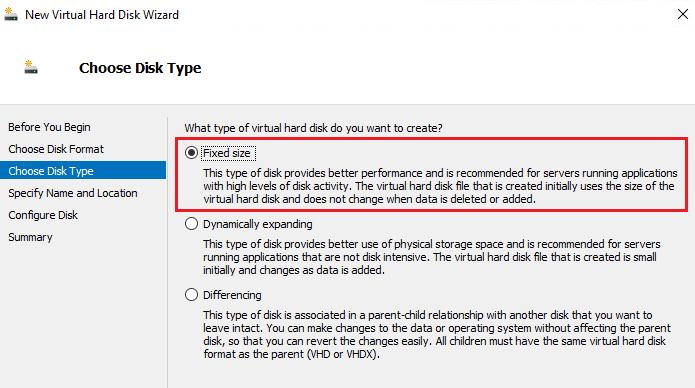 New Virtual Hard Disk Wizard
Choose Disk Type
Before You Begin
Choose Disk Format
Choose Disk Type
Specify Name and Location
Configure Disk
Summary
What type of virtual hard disk do you want to create?
Fixed size
This type of disk provides better performance and is recommended for servers running applications
with high levels of disk activity. The virtual hard disk file that is created initially uses the size of the
virtual hard disk and does not change when data is deleted or added.
Dynamically expanding
This type of disk provides better use of physical storage space and is recommended for servers
running applications that are not disk intensive. The virtual hard disk file that is created is small
initially and changes as data is added.
Differencing
This type of disk is associated in a parent-child relationship with another disk that you want to
leave intact. You can make changes to the data or operating system without affecting the parent
disk, so that you can revert the changes easily. All children must have the same virtual hard disk
format as the parent (VHD or VHDX).